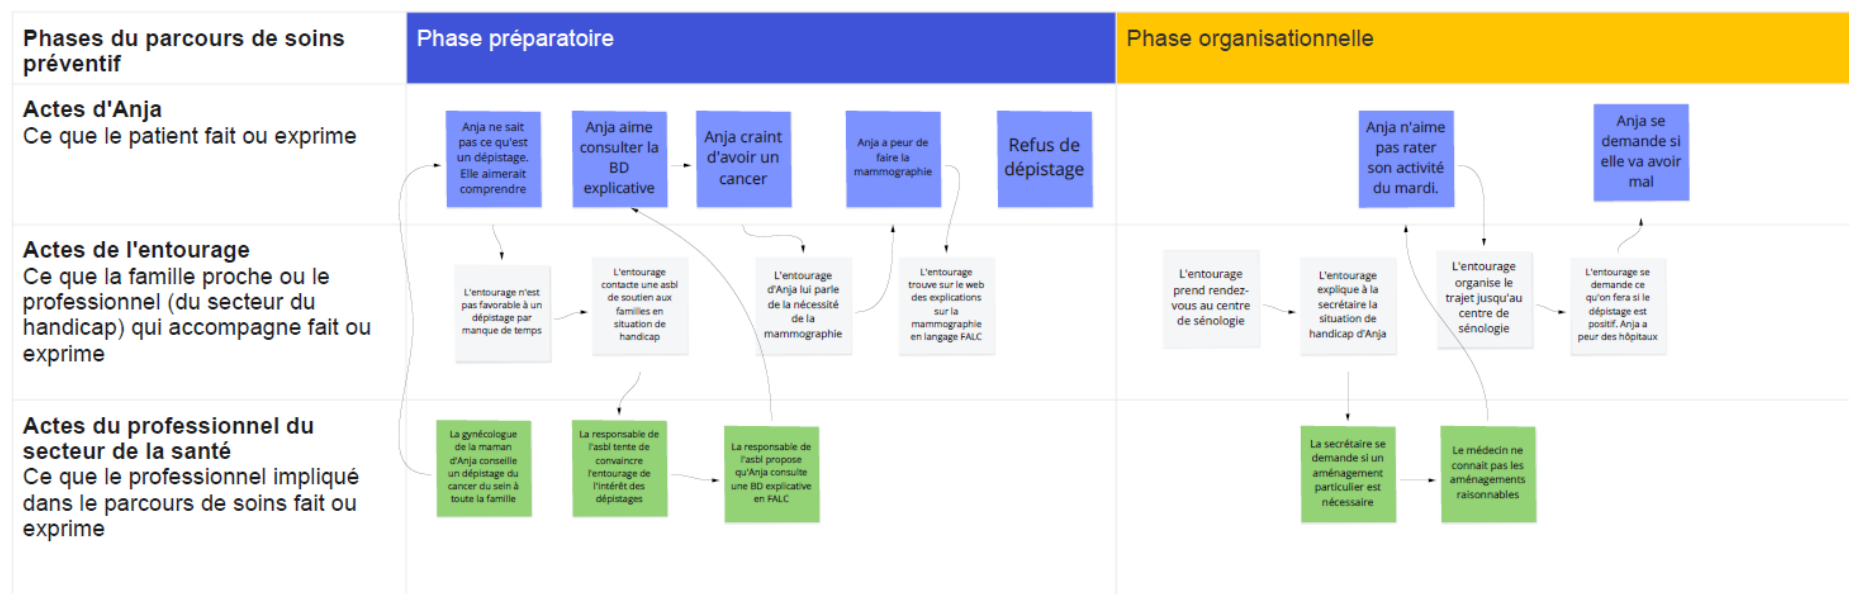 Phases du parcours de soins
préventif
Phase préparatoire
Phase organisationnelle
Actes d'Anja
Ce que le patient fait ou exprime
Anja ne sait
pas ce qu'est
un dépistage.
Elle aimerait
comprendre
Anja aime
consulter la
BD
explicative
Anja craint
d'avoir un
cancer
Anja a peur de
faire la
mammographie
Refus de
dépistage
Anja n'aime
pas rater
son activité
du mardi.
Anja se
demande si
elle va avoir
mal
Actes de l'entourage
Ce que la famille proche ou le
professionnel (du secteur du
handicap) qui accompagne fait ou
exprime
L'entourage n'est
pas favorable à un
dépistage par
manque de temps
L'entourage
contacte une asbl
de soutien aux
familles en
situation de
handicap
L'entourage
d'Anja lui parle
de la nécessité
de la
mammographie
L'entourage
trouve sur le web
des explications
sur la
mammographie
en langage FALC
L'entourage
prend rendez-
vous au centre
de sénologie
L'entourage
explique à la
secrétaire la
situation de
handicap d'Anja
L'entourage
organise le
trajet jusqu'au
centre de
sénologie
L'entourage se
demande ce
qu'on fera si le
dépistage est
positif. Anja a
peur des hôpitaux
Actes du professionnel du
secteur de la santé
Ce que le professionnel impliqué
dans le parcours de soins fait ou
exprime
La gynécologue
de la maman
d'Anja conseille
un dépistage du
cancer du sein à
toute la famille
La responsable de
l'asbl tente de
convaincre
l'entourage de
l'intérêt des
dépistages
La responsable de
l'asbl propose
qu'Anja consulte
une BD explicative
en FALC
La secrétaire se
demande si un
aménagement
particulier est
nécessaire
Le médecin ne
connait pas les
aménagements
raisonnables